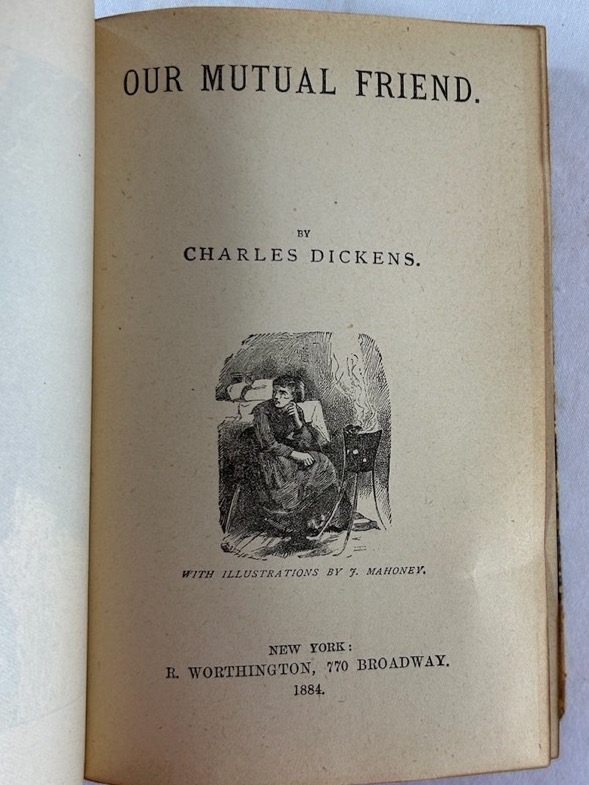 OUR MUTUAL FRIEND.
BY
CHARLES DICKENS.
WITH ILLUSTRATIONS BY J. MAHONEY.
NEW YORK:
R. WORTHINGTON, 770 BROADWAY.
1884.